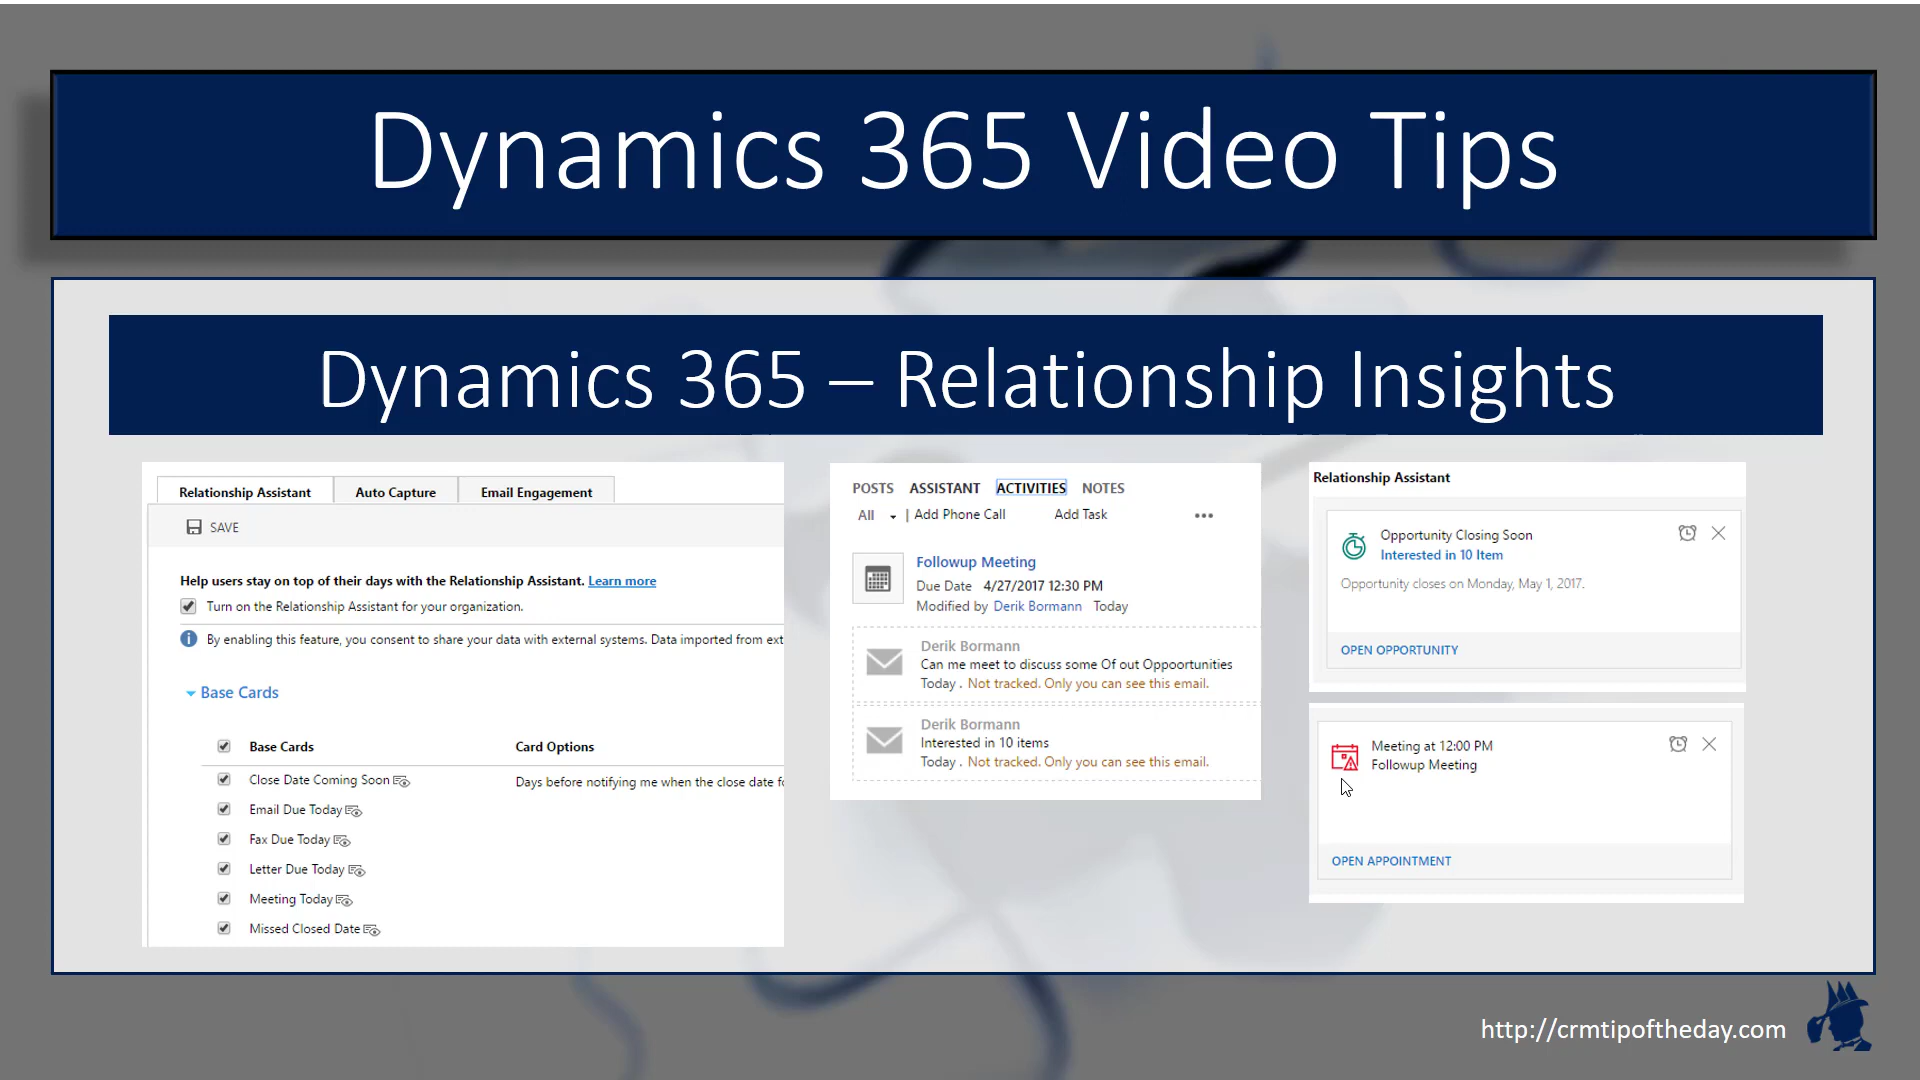 Dynamics 365 Video Tips
Dynamics 365 – Relationship Insights
Relationship Assistant
Auto Capture
Email Engagement
SAVE
Help users stay on top of their days with the Relationship Assistant. Learn more
Turn on the Relationship Assistant for your organization.
By enabling this feature, you consent to share your data with external systems. Data imported from ext
Base Cards
Base Cards
Card Options
Close Date Coming Soon
Days before notifying me when the close date fo
Email Due Today
Fax Due Today
Letter Due Today
Meeting Today
Missed Closed Date
POSTS ASSISTANT ACTIVITIES NOTES
All | Add Phone Call Add Task
Followup Meeting
Due Date 4/27/2017 12:30 PM
Modified by Derik Bormann Today
Derik Bormann
Can me meet to discuss some Of out Oppoortunities
Today . Not tracked. Only you can see this email.
Derik Bormann
Interested in 10 items
Today . Not tracked. Only you can see this email.
Relationship Assistant
Opportunity Closing Soon
Interested in 10 Item
Opportunity closes on Monday, May 1, 2017.
OPEN OPPORTUNITY
Meeting at 12:00 PM
Followup Meeting
OPEN APPOINTMENT
http://crmtipoftheday.com